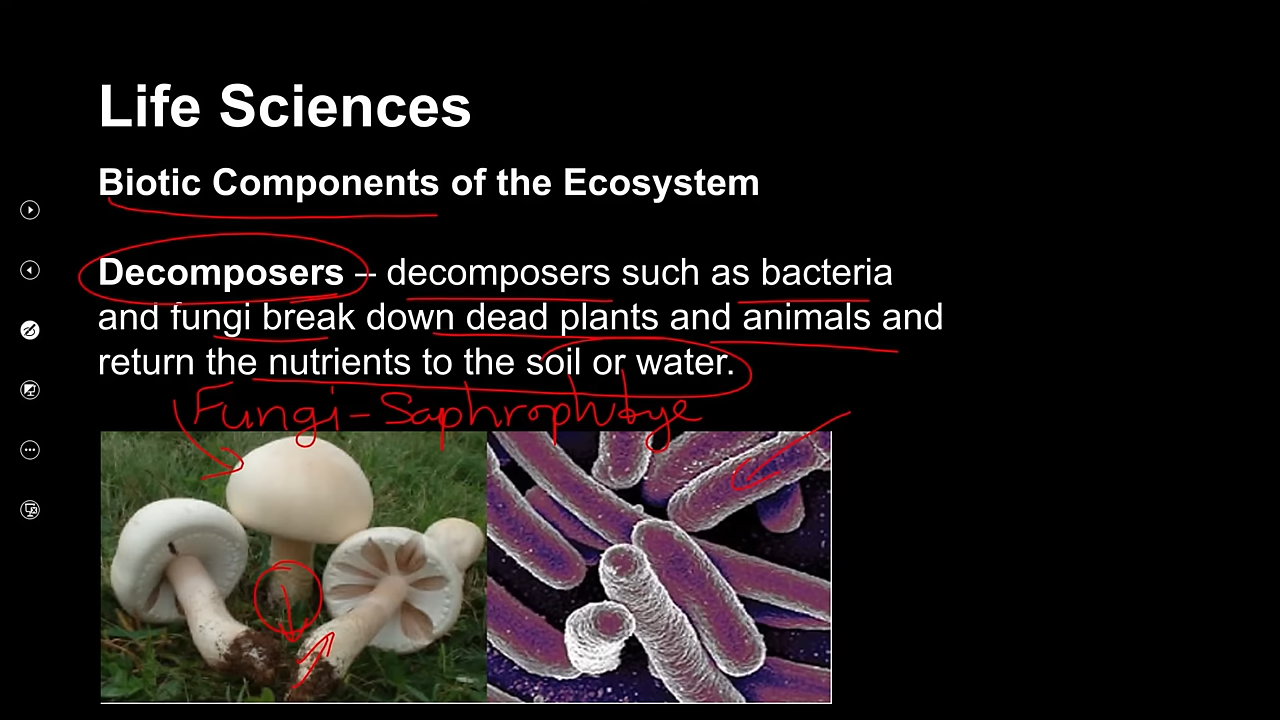 Life Sciences
Biotic Components of the Ecosystem
Decomposers – decomposers such as bacteria
and fungi break down dead plants and animals and
return the nutrients to the soil or water.
Fungi - Saphrophytye